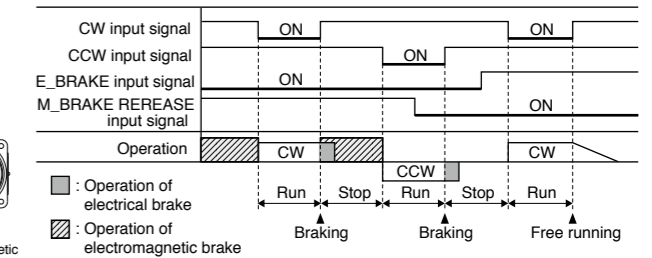 CW input signal ON ON
CCW input signal ON
E_BRAKE input signal ON
M_BRAKE REREASE ON
input signal
Operation CW CW
CCW
: Operation of
electrical brake
Run Stop Run Stop Run
: Operation of
electromagnetic brake
Braking Braking Free running
etic